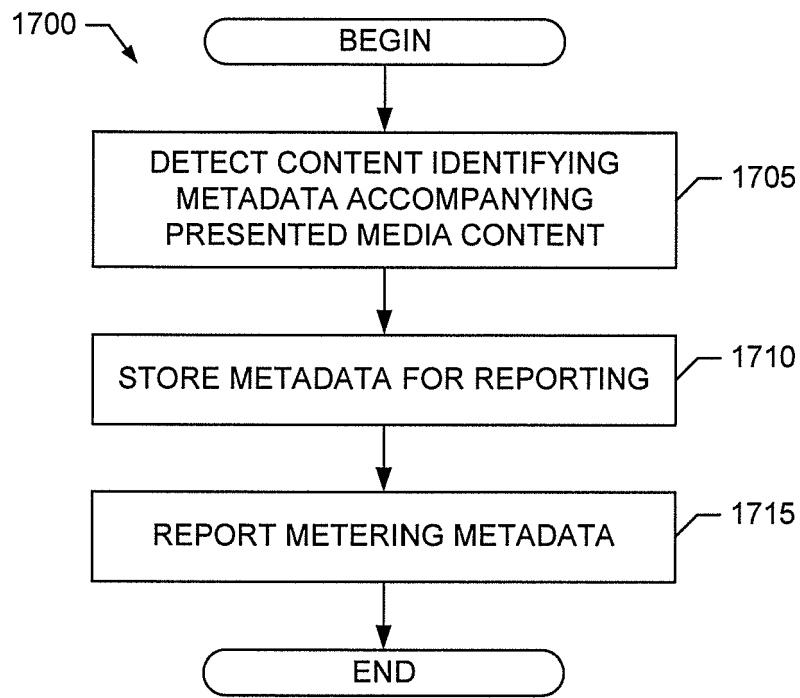 1700
BEGIN
DETECT CONTENT IDENTIFYING
METADATA ACCOMPANYING
PRESENTED MEDIA CONTENT
1705
STORE METADATA FOR REPORTING
1710
REPORT METERING METADATA
1715
END